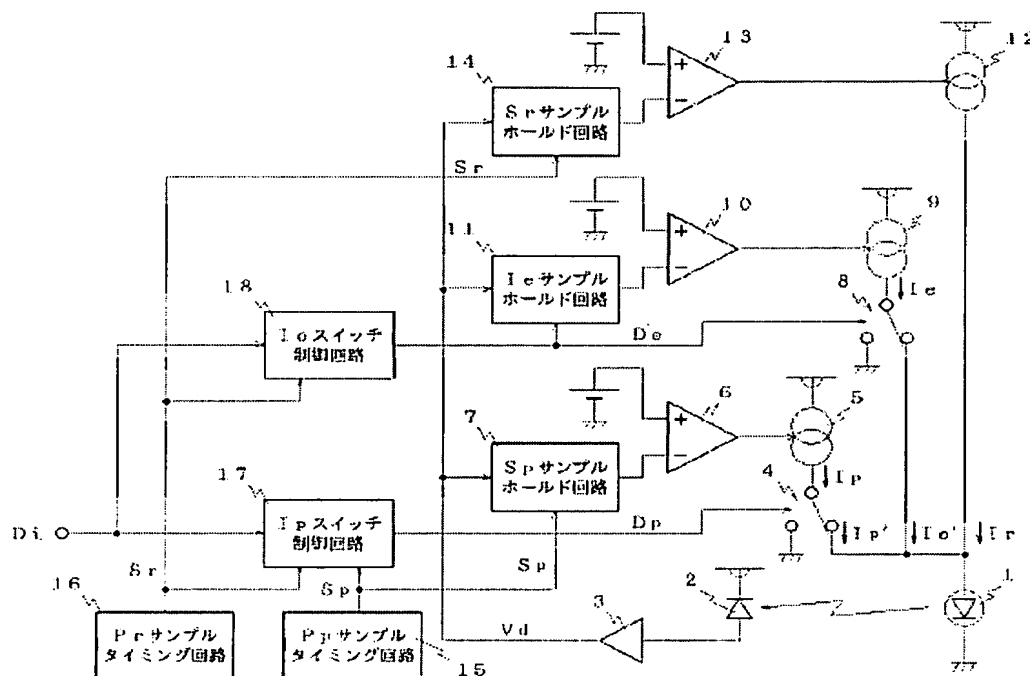 13
12
14
Srサンプル
ホールド回路
+
−
Sr
9
10
11
Ieサンプル
ホールド回路
+
−
Ie
18
8
Ioスイッチ
制御回路
De
6
5
7
Spサンプル
ホールド回路
+
−
Ip
17
4
Di
Ipスイッチ
制御回路
Dp
Ip'
Io'
Ir
Sr
Sp
Sp
16
2
3
1
Prサンプル
タイミング回路
Ppサンプル
タイミング回路
Vd
15